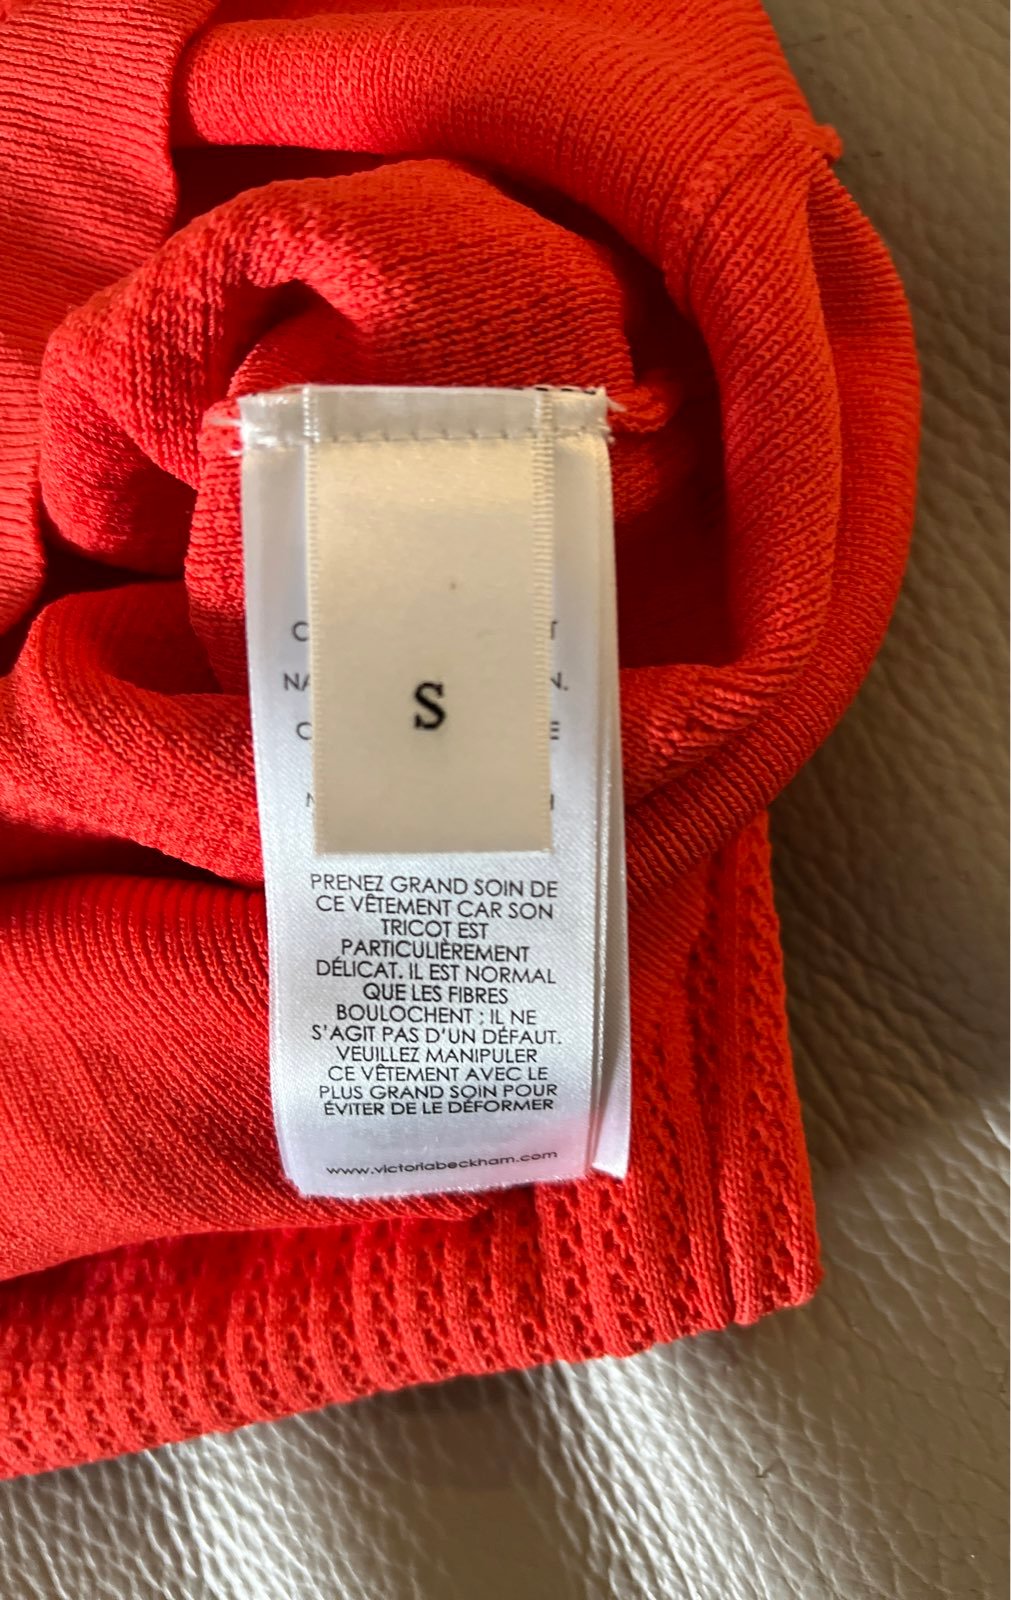 S
PRENEZ GRAND SOIN DE
CE VÊTEMENT CAR SON
TRICOT EST
PARTICULIÈREMENT
DÉLICAT. IL EST NORMAL
QUE LES FIBRES
BOULOCHENT ; IL NE
S'AGIT PAS D'UN DÉFAUT.
VEUILLEZ MANIPULER
CE VÊTEMENT AVEC LE
PLUS GRAND SOIN POUR
ÉVITER DE LE DÉFORMER
www.victoriabeckham.com